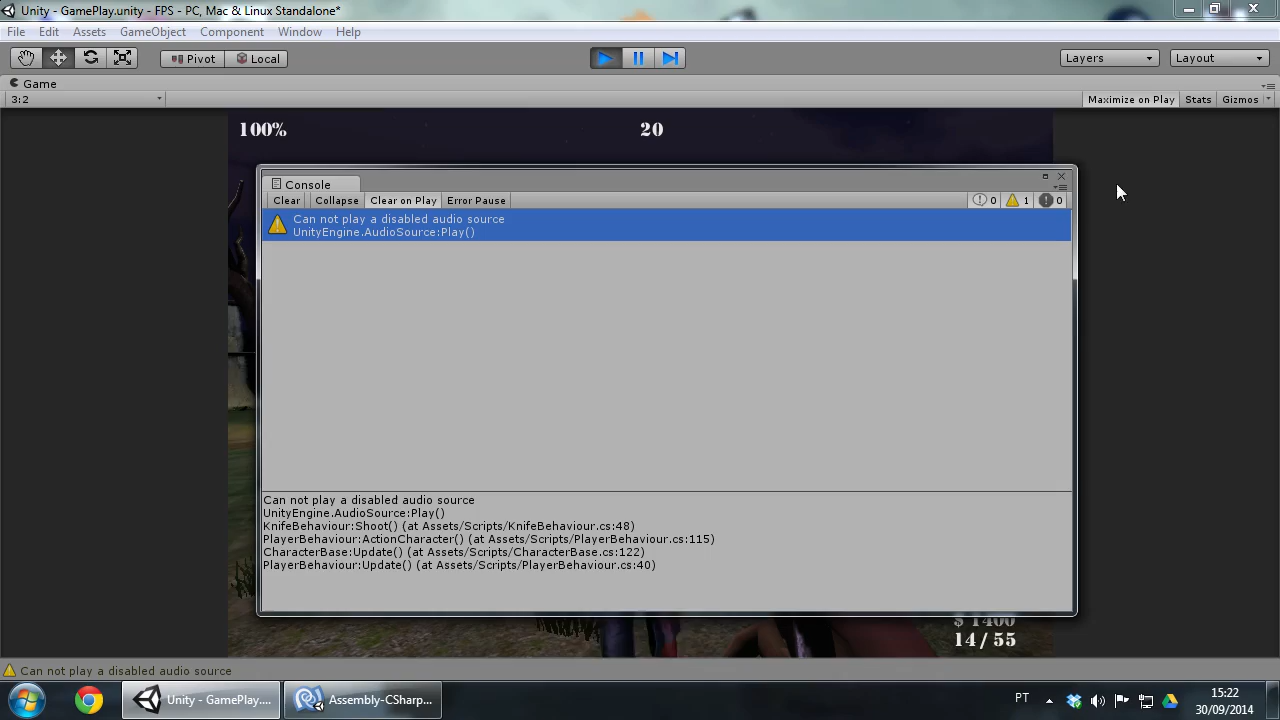 Unity - GamePlay.unity - FPS - PC, Mac & Linux Standalone*
File Edit Assets GameObject Component Window Help
Pivot Local Layers Layout
Game
3:2 Maximize on Play Stats Gizmos
100% 20
Console
Clear Collapse Clear on Play Error Pause 0 1 0
Can not play a disabled audio source
UnityEngine.AudioSource:Play()
Can not play a disabled audio source
UnityEngine.AudioSource:Play()
KnifeBehaviour:Shoot() (at Assets/Scripts/KnifeBehaviour.cs:48)
PlayerBehaviour:ActionCharacter() (at Assets/Scripts/PlayerBehaviour.cs:115)
CharacterBase:Update() (at Assets/Scripts/CharacterBase.cs:122)
PlayerBehaviour:Update() (at Assets/Scripts/PlayerBehaviour.cs:40)
$ 1400
14/55
Can not play a disabled audio source
Unity - GamePlay.... Assembly-CSharp... PT 15:22
30/09/2014